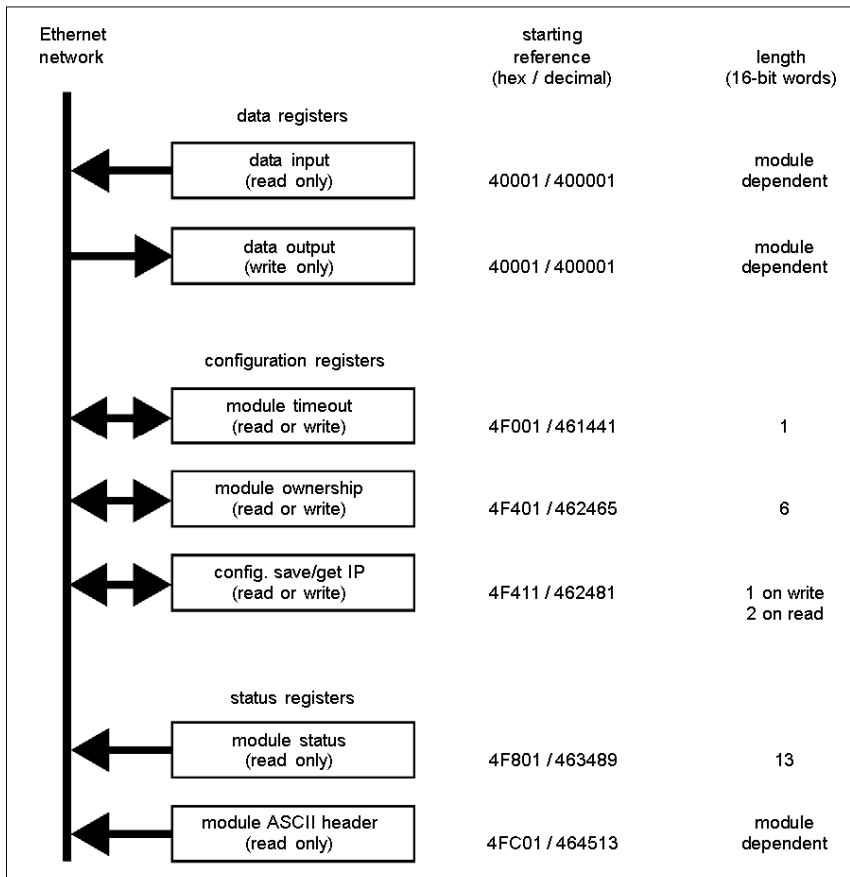 Ethernet
network
starting
reference
(hex / decimal)
length
(16-bit words)
data registers
data input
(read only)
40001 / 400001
module
dependent
data output
(write only)
40001 / 400001
module
dependent
configuration registers
module timeout
(read or write)
4F001 / 461441
1
module ownership
(read or write)
4F401 / 462465
6
config. save/get IP
(read or write)
4F411 / 462481
1 on write
2 on read
status registers
module status
(read only)
4F801 / 463489
13
module ASCII header
(read only)
4FC01 / 464513
module
dependent